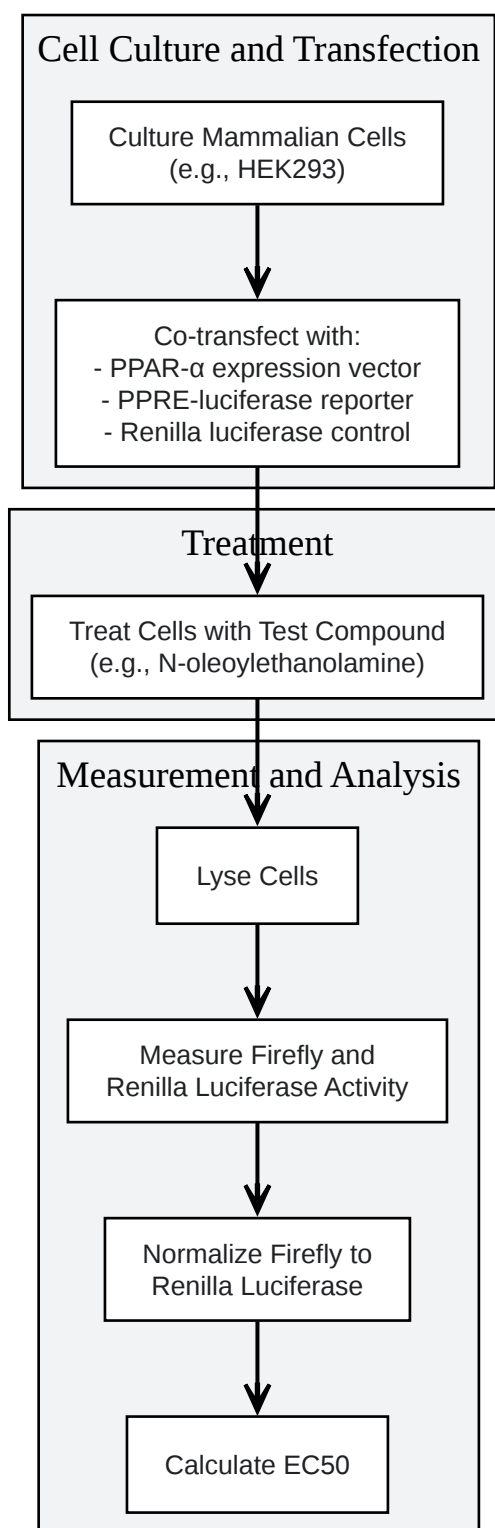 Cell Culture and Transfection
Culture Mammalian Cells
(e.g., HEK293)
Co-transfect with:
- PPAR-α expression vector
- PPRE-luciferase reporter
- Renilla luciferase control
Treatment
Treat Cells with Test Compound
(e.g., N-oleoylethanolamine)
Measurement and Analysis
Lyse Cells
Measure Firefly and
Renilla Luciferase Activity
Normalize Firefly to
Renilla Luciferase
Calculate EC50